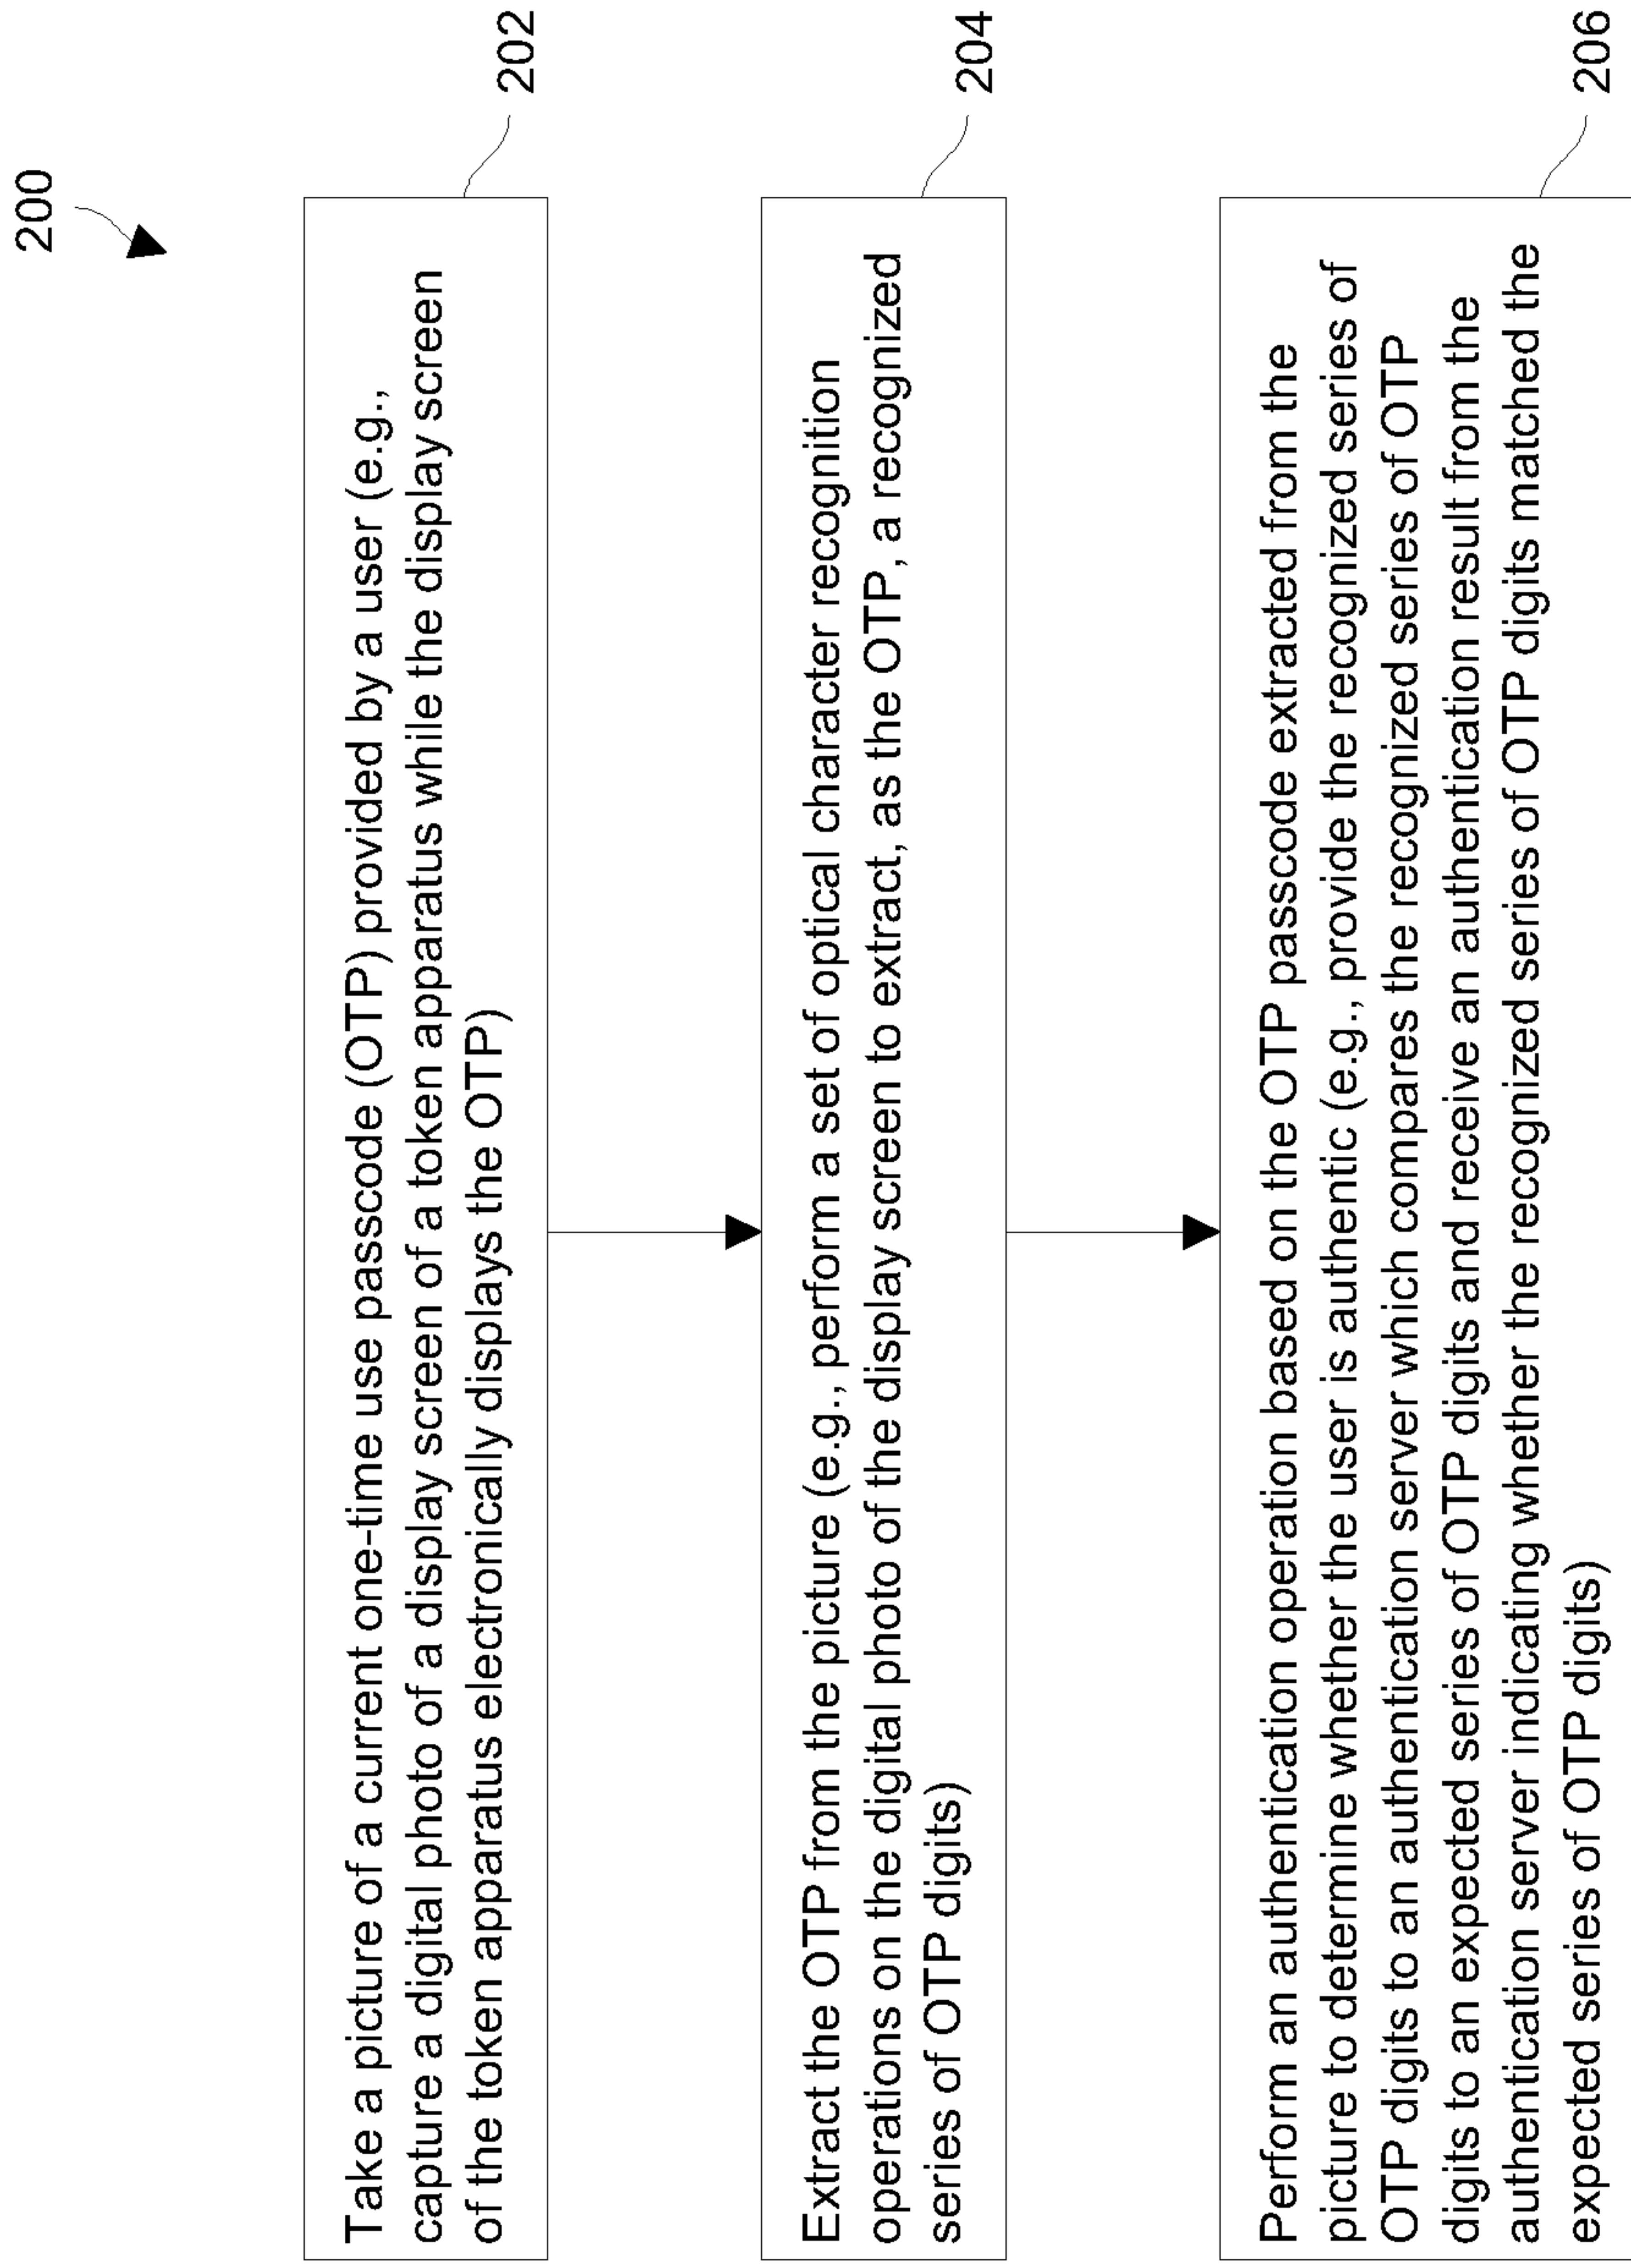 200
Take a picture of a current one-time use passcode (OTP) provided by a user (e.g.,
capture a digital photo of a display screen of a token apparatus while the display screen
of the token apparatus electronically displays the OTP)
202
Extract the OTP from the picture (e.g., perform a set of optical character recognition
operations on the digital photo of the display screen to extract, as the OTP, a recognized
series of OTP digits)
204
Perform an authentication operation based on the OTP passcode extracted from the
picture to determine whether the user is authentic (e.g., provide the recognized series of
OTP digits to an authentication server which compares the recognized series of OTP
digits to an expected series of OTP digits and receive an authentication result from the
authentication server indicating whether the recognized series of OTP digits matched the
expected series of OTP digits)
206